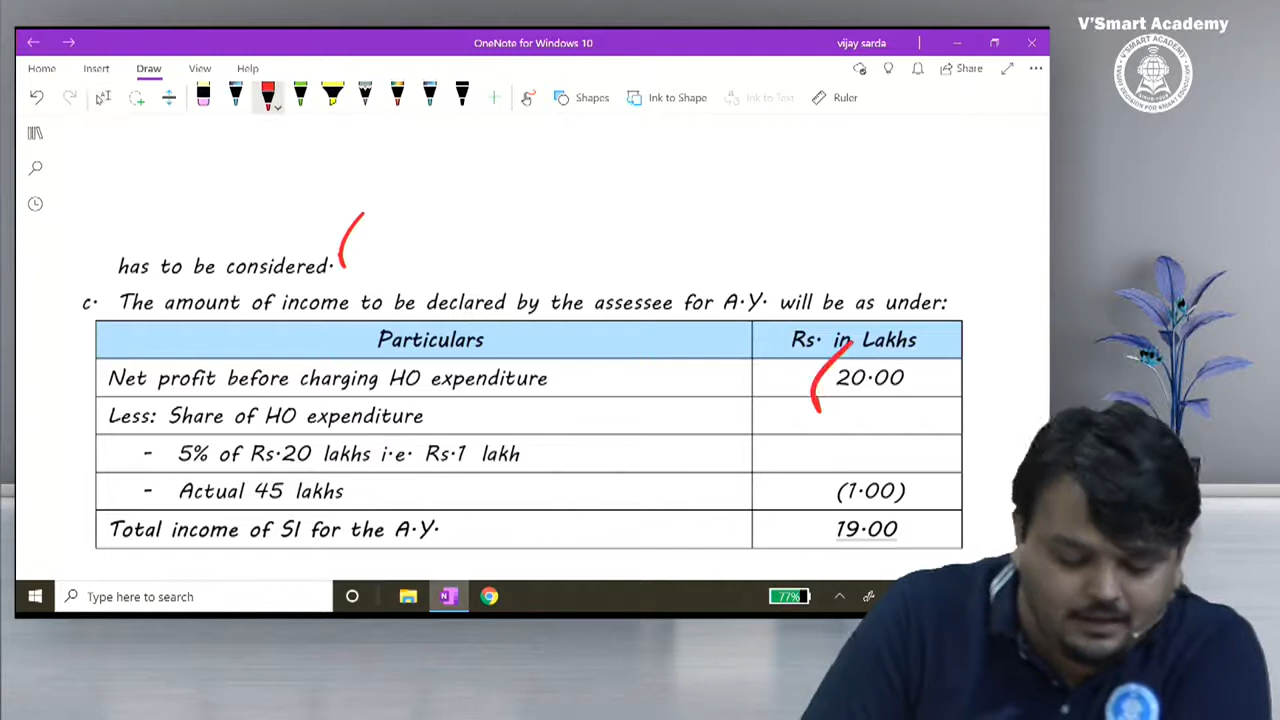 V'Smart Academy
OneNote for Windows 10
vijay sarda
Home Insert Draw View Help
Share
Shapes Ink to Shape Ink to Text Ruler
has to be considered.
c. The amount of income to be declared by the assessee for A.Y. will be as under:
Particulars Rs. in Lakhs
Net profit before charging HO expenditure 20.00
Less: Share of HO expenditure
- 5% of Rs.20 lakhs i.e. Rs.1 lakh
- Actual 45 lakhs (1.00)
Total income of SI for the A.Y. 19.00
Type here to search
77%